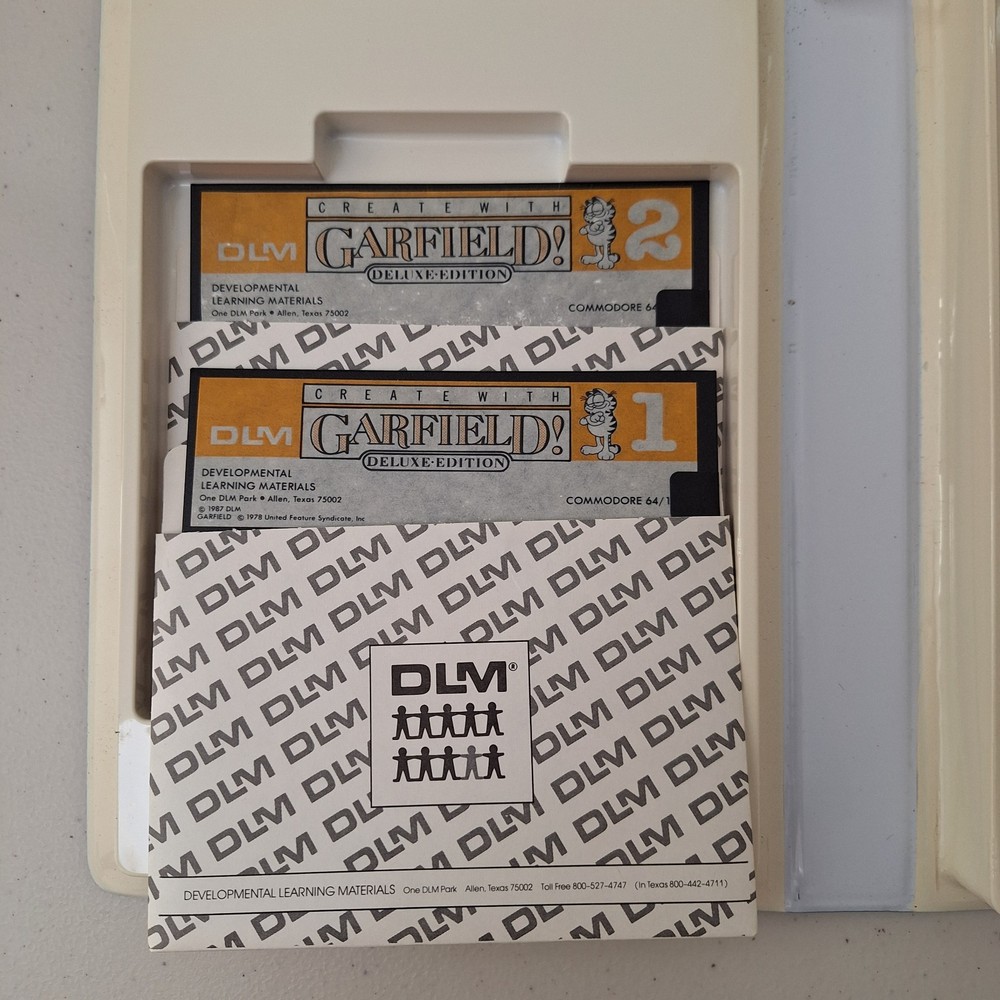 CREATE WITH
GARFIELD!
DELUXE·EDITION
2
DLM
DEVELOPMENTAL
LEARNING MATERIALS
One DLM Park • Allen, Texas 75002
COMMODORE 64
CREATE WITH
GARFIELD!
DELUXE·EDITION
1
DLM
DEVELOPMENTAL
LEARNING MATERIALS
One DLM Park • Allen, Texas 75002
© 1987 DLM
GARFIELD © 1978 United Feature Syndicate, Inc
COMMODORE 64/1
DLM®
DEVELOPMENTAL LEARNING MATERIALS One DLM Park Allen, Texas 75002 Toll Free 800-527-4747 (In Texas 800-442-4711)